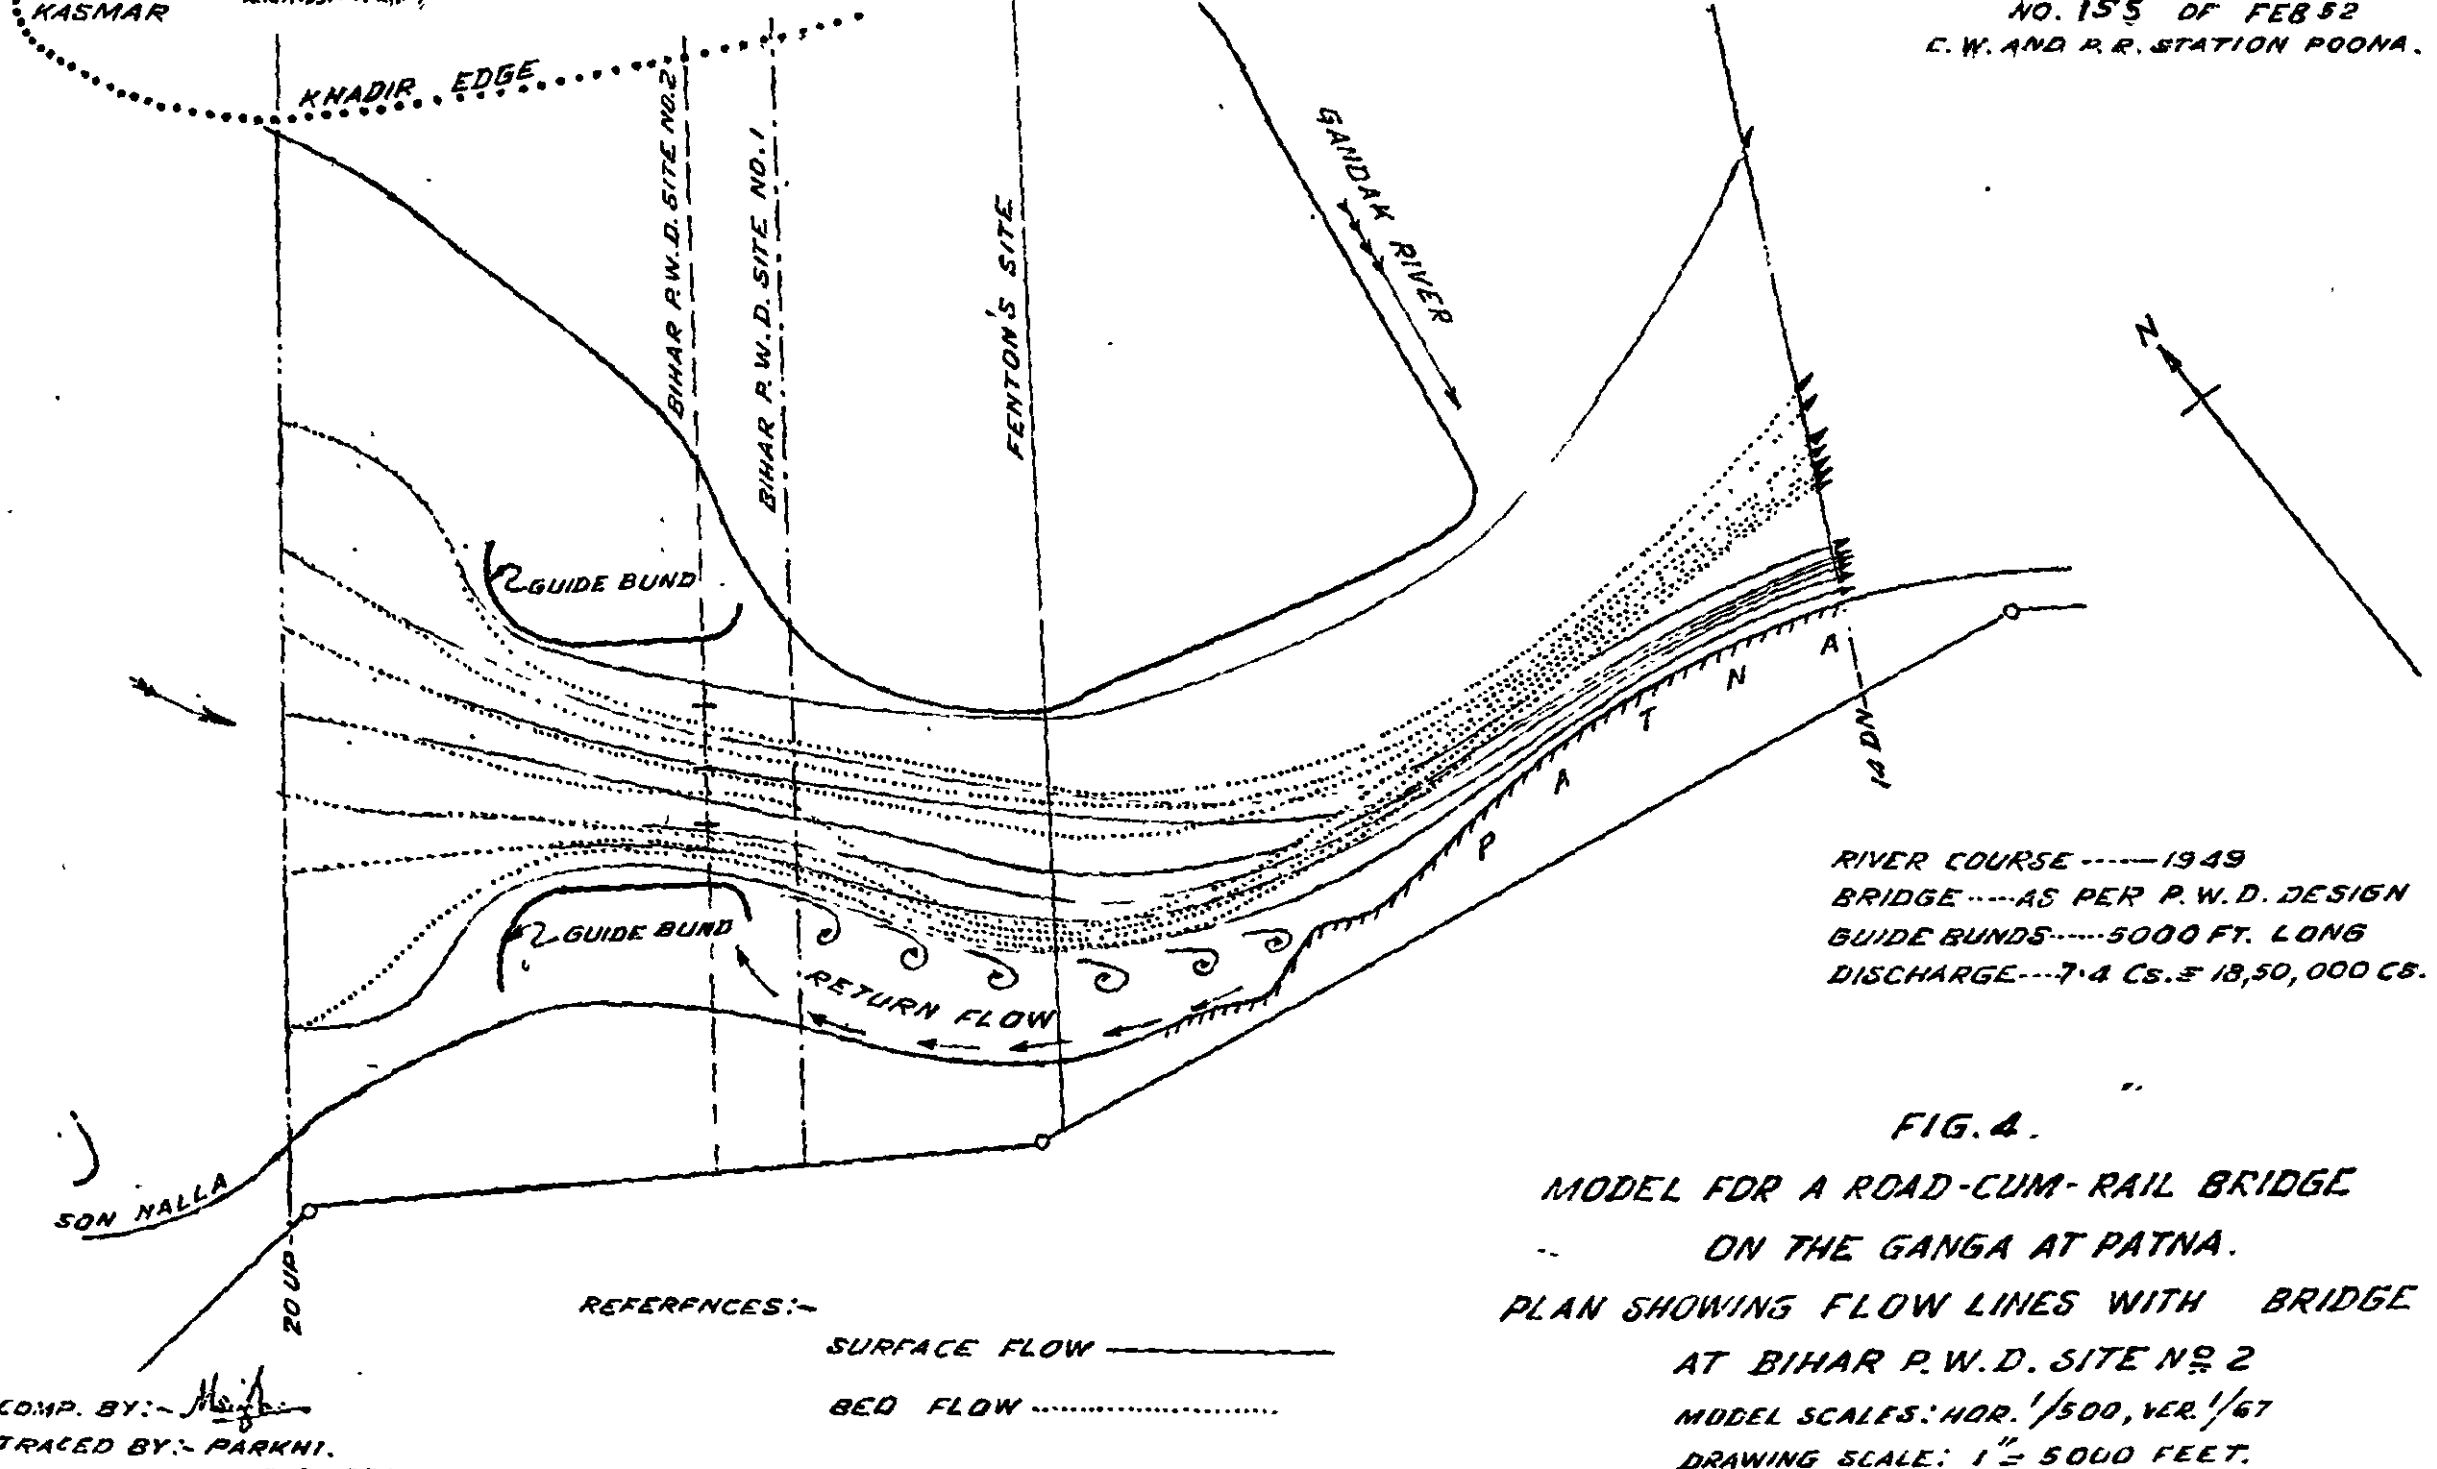 KASMAR
NO. 155 OF FEB 52
C. W. AND P. R. STATION POONA.
KHADIR EDGE
BIHAR P.W.D. SITE NO. 2
BIHAR P. W. D. SITE NO. 1
FENTON'S SITE
GANDAK RIVER
N
GUIDE BUND
GUIDE BUND
RETURN FLOW
P A T N A
14 DN
RIVER COURSE ----- 1949
BRIDGE ---- AS PER P. W. D. DESIGN
GUIDE BUNDS ----- 5000 FT. LONG
DISCHARGE --- 7.4 Cs. ≡ 18,50,000 CS.
SON NALLA
20 UP
FIG. 4.
MODEL FOR A ROAD-CUM-RAIL BRIDGE
ON THE GANGA AT PATNA.
PLAN SHOWING FLOW LINES WITH BRIDGE
AT BIHAR P. W. D. SITE Nº 2
MODEL SCALES: HOR. 1/500, VER. 1/67
DRAWING SCALE: 1" = 5000 FEET.
REFERENCES:-
SURFACE FLOW
BED FLOW
COMP. BY:-
TRACED BY:- PARKHI.